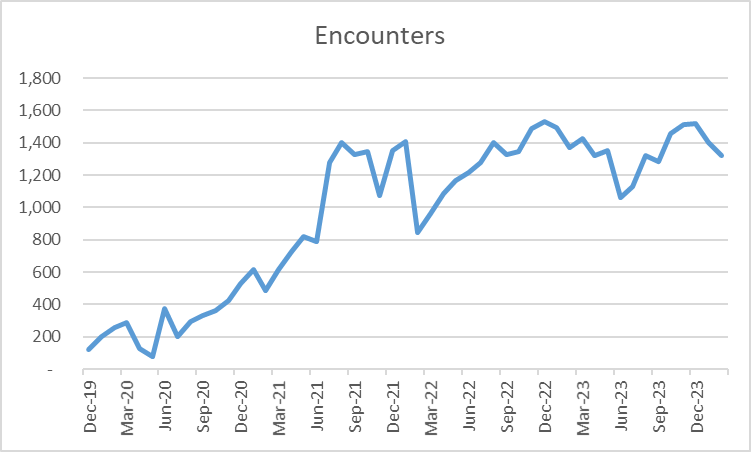 Encounters
1,800
1,600
1,400
1,200
1,000
800
600
400
200
-
Dec-19
Mar-20
Jun-20
Sep-20
Dec-20
Mar-21
Jun-21
Sep-21
Dec-21
Mar-22
Jun-22
Sep-22
Dec-22
Mar-23
Jun-23
Sep-23
Dec-23